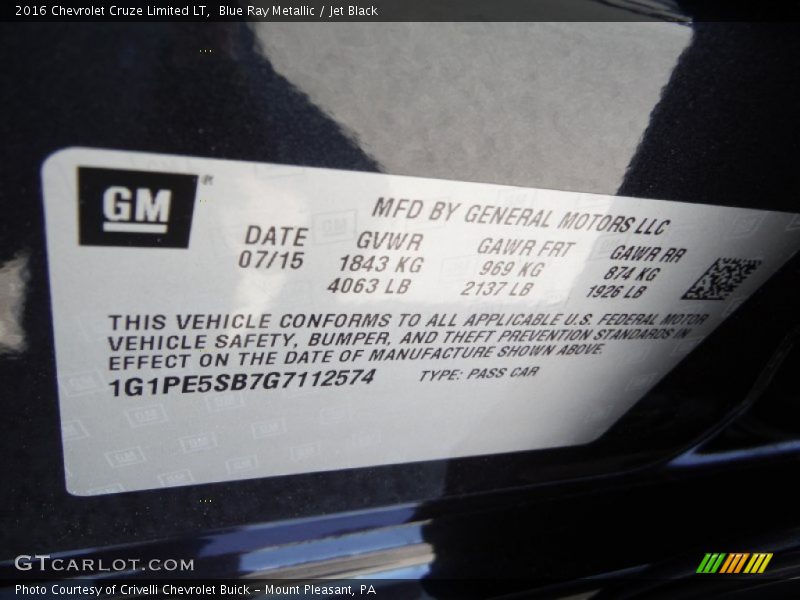 2016 Chevrolet Cruze Limited LT, Blue Ray Metallic / Jet Black
GM
MFD BY GENERAL MOTORS LLC
DATE GVWR GAWR FRT GAWR RR
07/15 1843 KG 969 KG 874 KG
4063 LB 2137 LB 1926 LB
THIS VEHICLE CONFORMS TO ALL APPLICABLE U.S. FEDERAL MOTOR
VEHICLE SAFETY, BUMPER, AND THEFT PREVENTION STANDARDS IN
EFFECT ON THE DATE OF MANUFACTURE SHOWN ABOVE.
1G1PE5SB7G7112574 TYPE: PASS CAR
GTCARLOT.COM
Photo Courtesy of Crivelli Chevrolet Buick - Mount Pleasant, PA